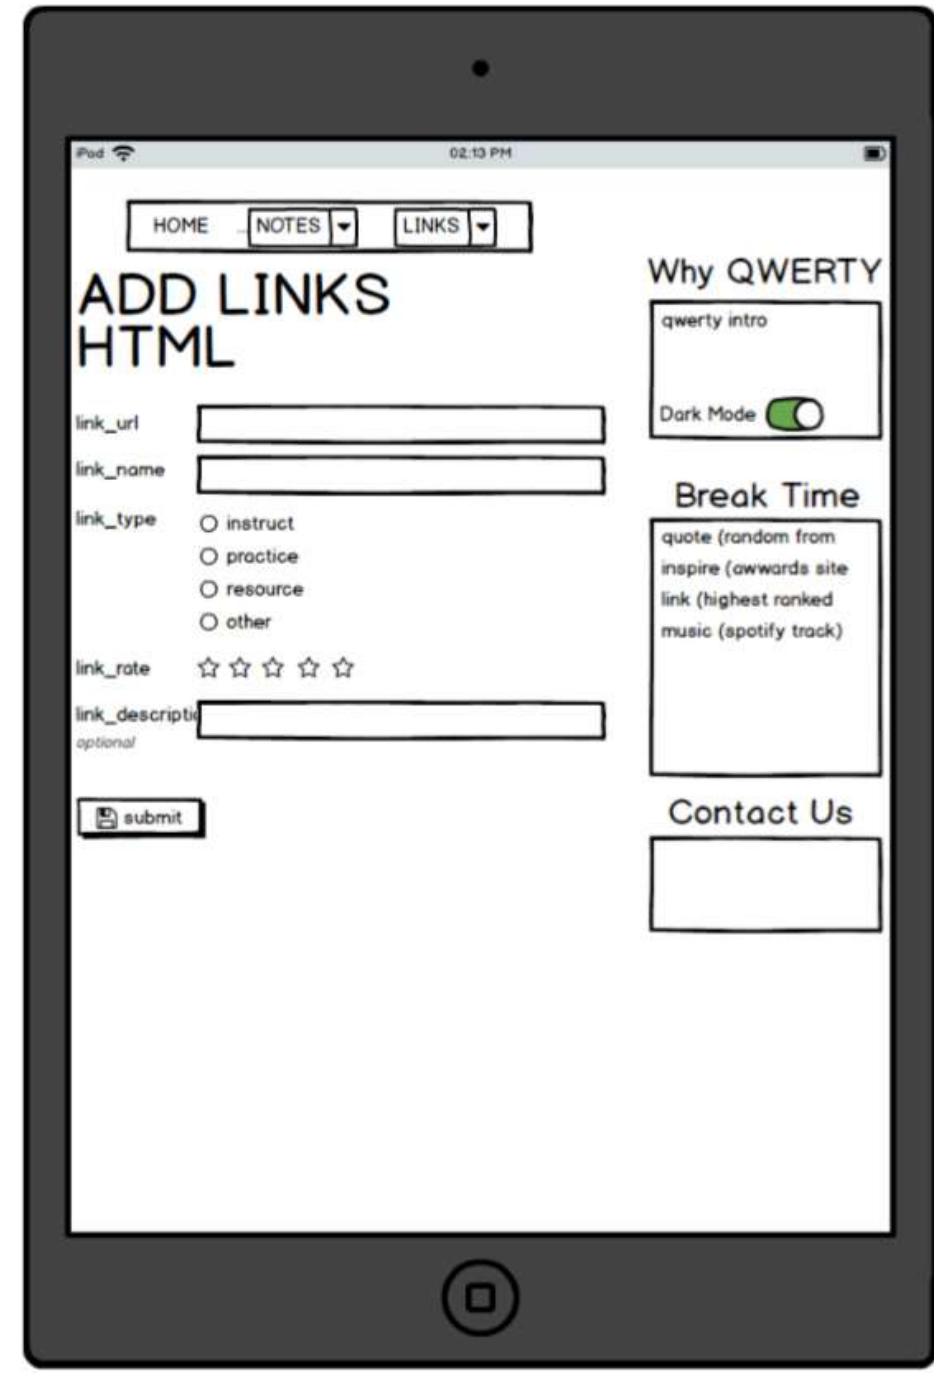 iPod 02:13 PM
HOME ... NOTES LINKS
ADD LINKS
HTML
link_url
link_name
link_type
instruct
practice
resource
other
link_rate
link_descriptio
optional
submit
Why QWERTY
qwerty intro
Dark Mode
Break Time
quote (random from
inspire (awwards site
link (highest ranked
music (spotify track)
Contact Us